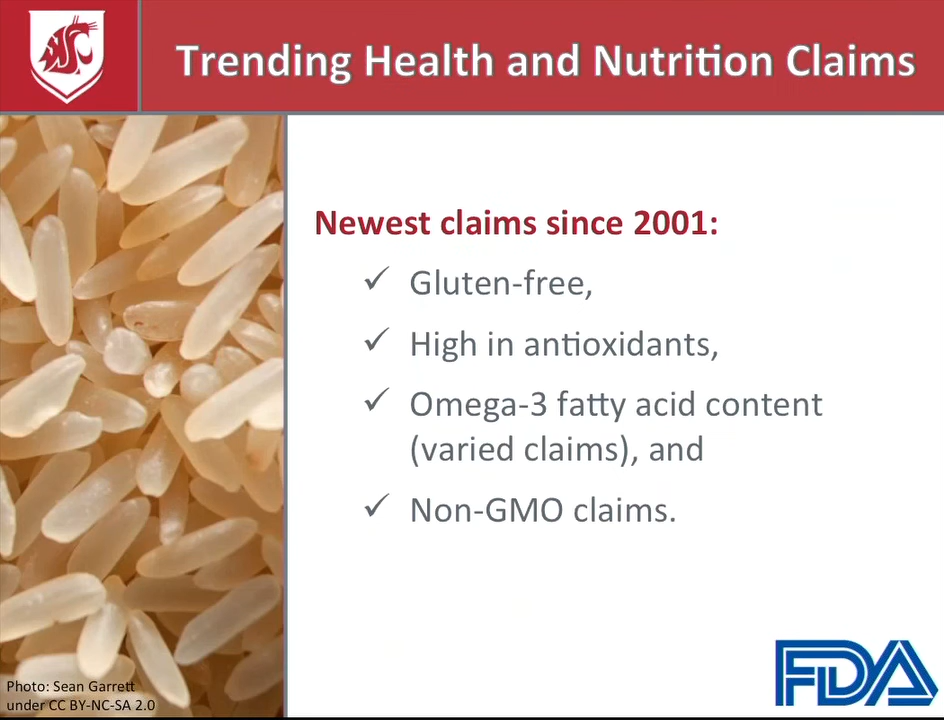 WSC
Trending Health and Nutrition Claims
Newest claims since 2001:
✓ Gluten-free,
✓ High in antioxidants,
✓ Omega-3 fatty acid content
(varied claims), and
✓ Non-GMO claims.
Photo: Sean Garrett
under CC BY-NC-SA 2.0
FDA